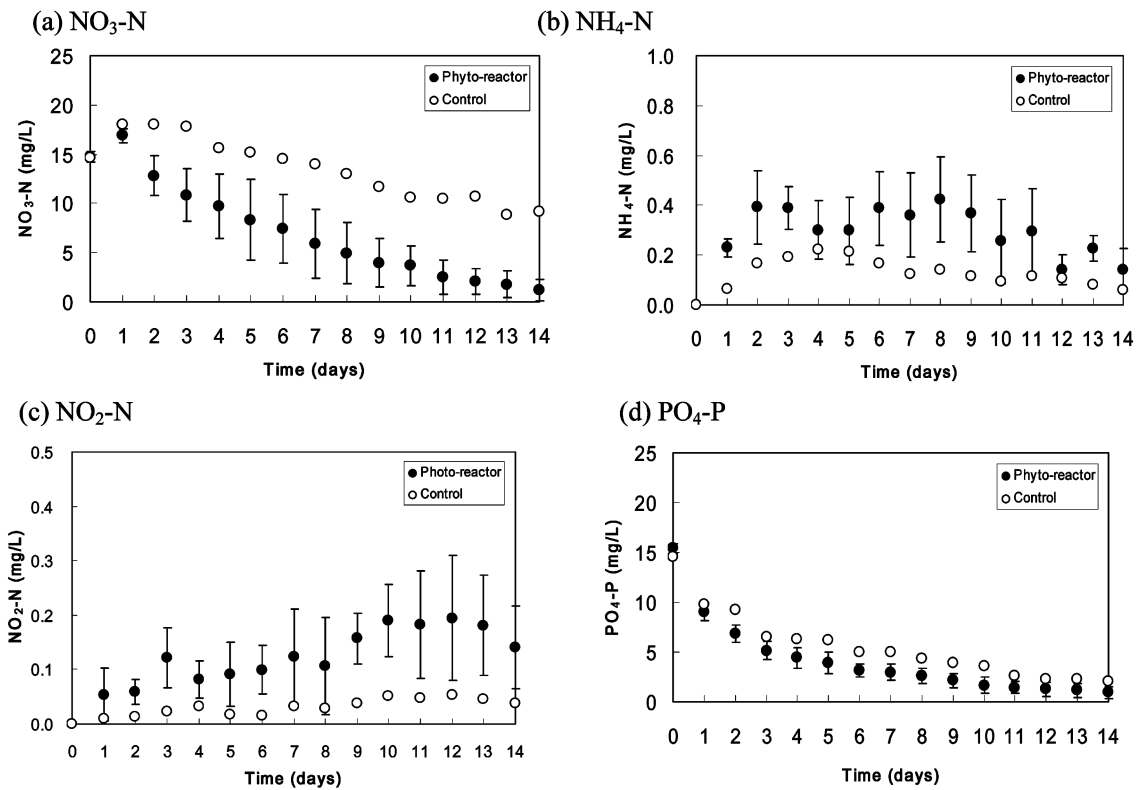 (a) NO₃-N
25
20
15
10
5
0
NO₃-N (mg/L)
Phyto-reactor
Control
0 1 2 3 4 5 6 7 8 9 10 11 12 13 14
Time (days)
(b) NH₄-N
1.0
0.8
0.6
0.4
0.2
0.0
NH₄-N (mg/L)
Phyto-reactor
Control
0 1 2 3 4 5 6 7 8 9 10 11 12 13 14
Time (days)
(c) NO₂-N
0.5
0.4
0.3
0.2
0.1
0.0
NO₂-N (mg/L)
Photo-reactor
Control
0 1 2 3 4 5 6 7 8 9 10 11 12 13 14
Time (days)
(d) PO₄-P
25
20
15
10
5
0
PO₄-P (mg/L)
Phyto-reactor
Control
0 1 2 3 4 5 6 7 8 9 10 11 12 13 14
Time (days)